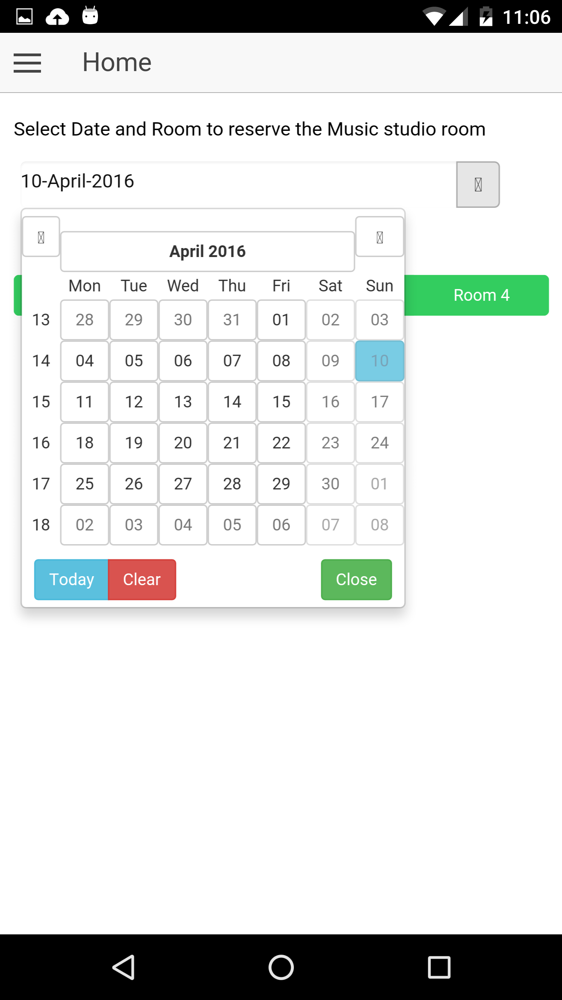 11:06
Home
Select Date and Room to reserve the Music studio room
10-April-2016
April 2016
Mon Tue Wed Thu Fri Sat Sun
13 28 29 30 31 01 02 03
14 04 05 06 07 08 09 10
15 11 12 13 14 15 16 17
16 18 19 20 21 22 23 24
17 25 26 27 28 29 30 01
18 02 03 04 05 06 07 08
Room 4
Today Clear Close